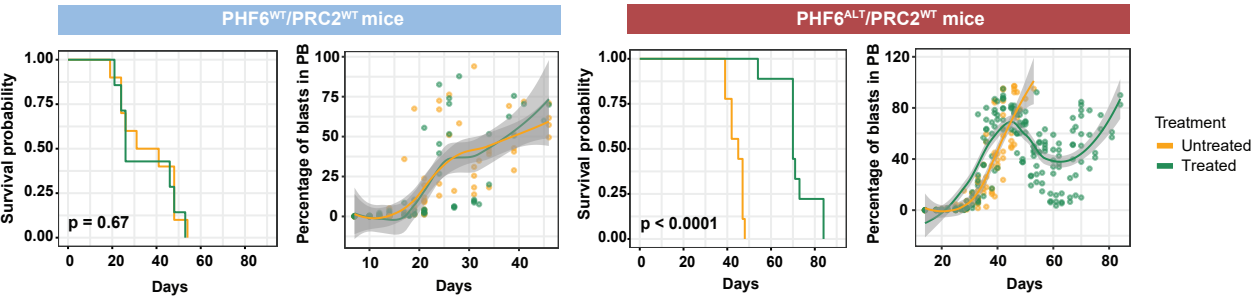 PHF6WT/PRC2WT mice
PHF6ALT/PRC2WT mice
Survival probability
1.00
0.75
0.50
0.25
0.00
p = 0.67
0 20 40 60 80
Days
Percentage of blasts in PB
100
75
50
25
0
10 20 30 40
Days
Survival probability
1.00
0.75
0.50
0.25
0.00
p < 0.0001
0 20 40 60 80
Days
Percentage of blasts in PB
120
80
40
0
20 40 60 80
Days
Treatment
Untreated
Treated